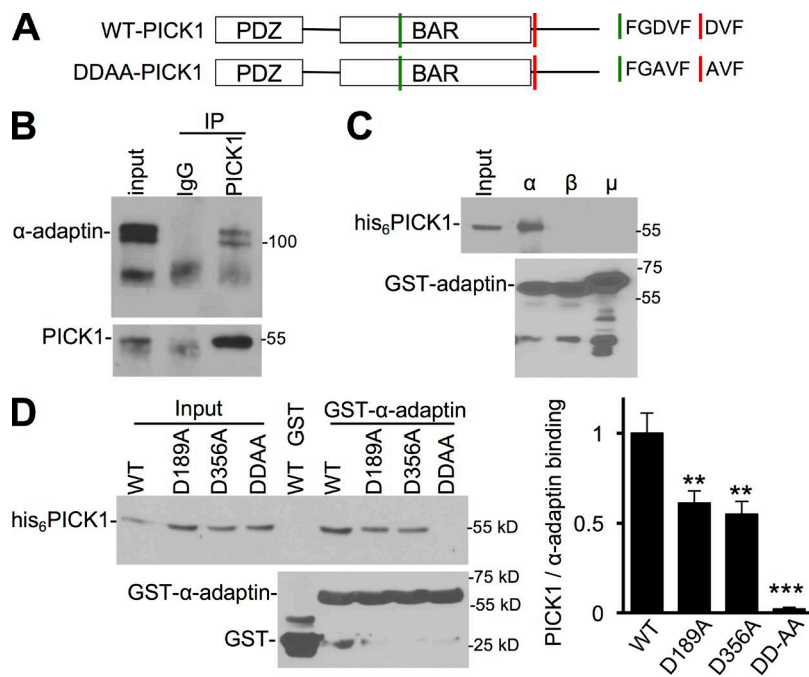 A
WT-PICK1 PDZ BAR FGDVF DVF
DDAA-PICK1 PDZ BAR FGAVF AVF
B
IP
input IgG PICK1
α-adaptin-
-100
PICK1-
-55
C
Input α β μ
his6PICK1-
-55
GST-adaptin-
-75
-55
D
Input GST-α-adaptin
WT D189A D356A DDAA WT GST WT D189A D356A DDAA
his6PICK1-
-55 kD
GST-α-adaptin-
-75 kD
-55 kD
GST-
-25 kD
PICK1 / α-adaptin binding
1
0.5
0
**
**
***
WT D189A D356A DD-AA